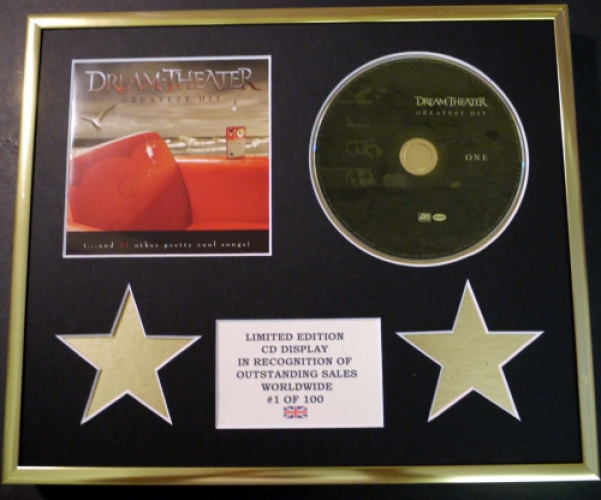 DREAM THEATER
GREATEST HIT
(...and 21 other pretty cool songs)
DREAM THEATER
GREATEST HIT
ONE
LIMITED EDITION
CD DISPLAY
IN RECOGNITION OF
OUTSTANDING SALES
WORLDWIDE
#1 OF 100